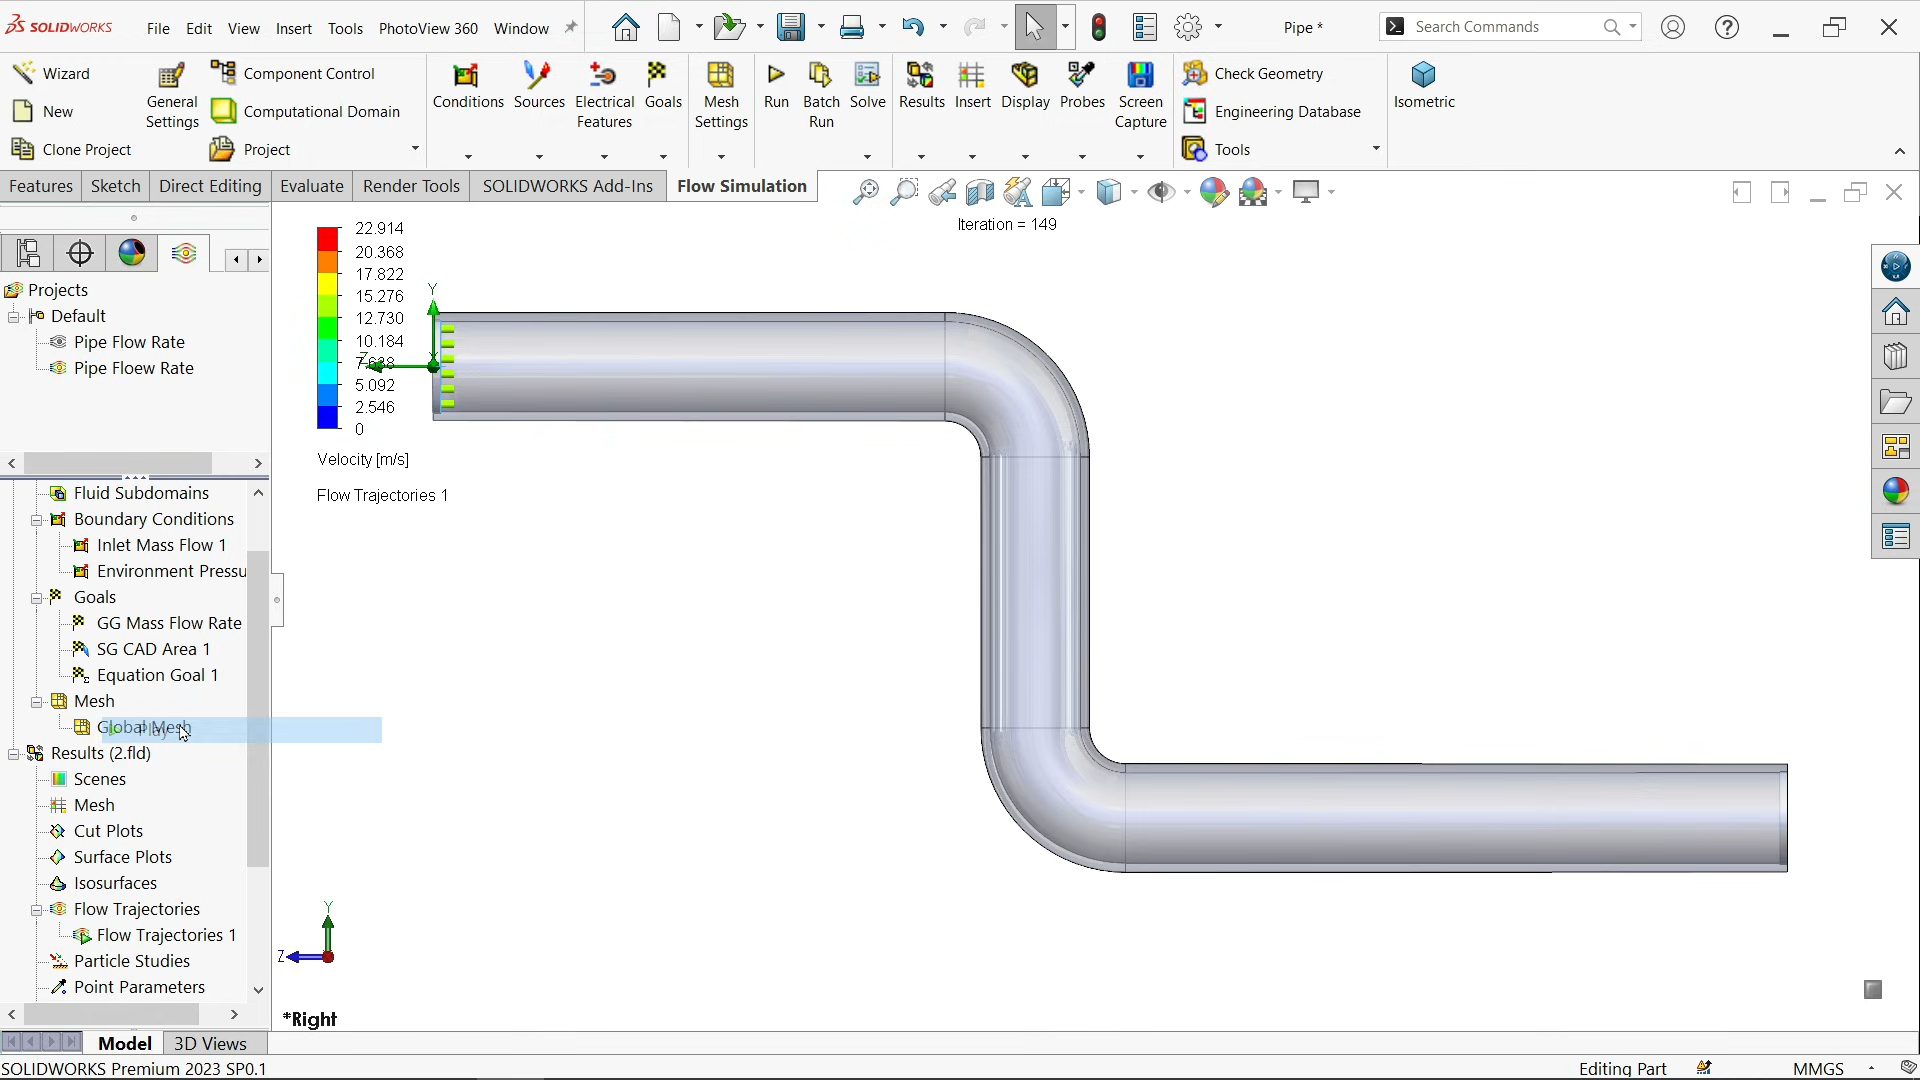 SOLIDWORKS File Edit View Insert Tools PhotoView 360 Window Pipe * Search Commands
Wizard
New
Clone Project
General
Settings
Component Control
Computational Domain
Project
Conditions
Sources
Electrical
Features
Goals
Mesh
Settings
Run
Batch
Run
Solve
Results
Insert
Display
Probes
Screen
Capture
Check Geometry
Engineering Database
Tools
Isometric
Features Sketch Direct Editing Evaluate Render Tools SOLIDWORKS Add-Ins Flow Simulation
Projects
Default
Pipe Flow Rate
Pipe Floew Rate
Fluid Subdomains
Boundary Conditions
Inlet Mass Flow 1
Environment Pressu
Goals
GG Mass Flow Rate
SG CAD Area 1
Equation Goal 1
Mesh
Global Mesh
Play
Results (2.fld)
Scenes
Mesh
Cut Plots
Surface Plots
Isosurfaces
Flow Trajectories
Flow Trajectories 1
Particle Studies
Point Parameters
Iteration = 149
22.914
20.368
17.822
15.276
12.730
10.184
7.638
5.092
2.546
0
Velocity [m/s]
Flow Trajectories 1
Y
Z
Y
Z
*Right
Model 3D Views
SOLIDWORKS Premium 2023 SP0.1 Editing Part MMGS